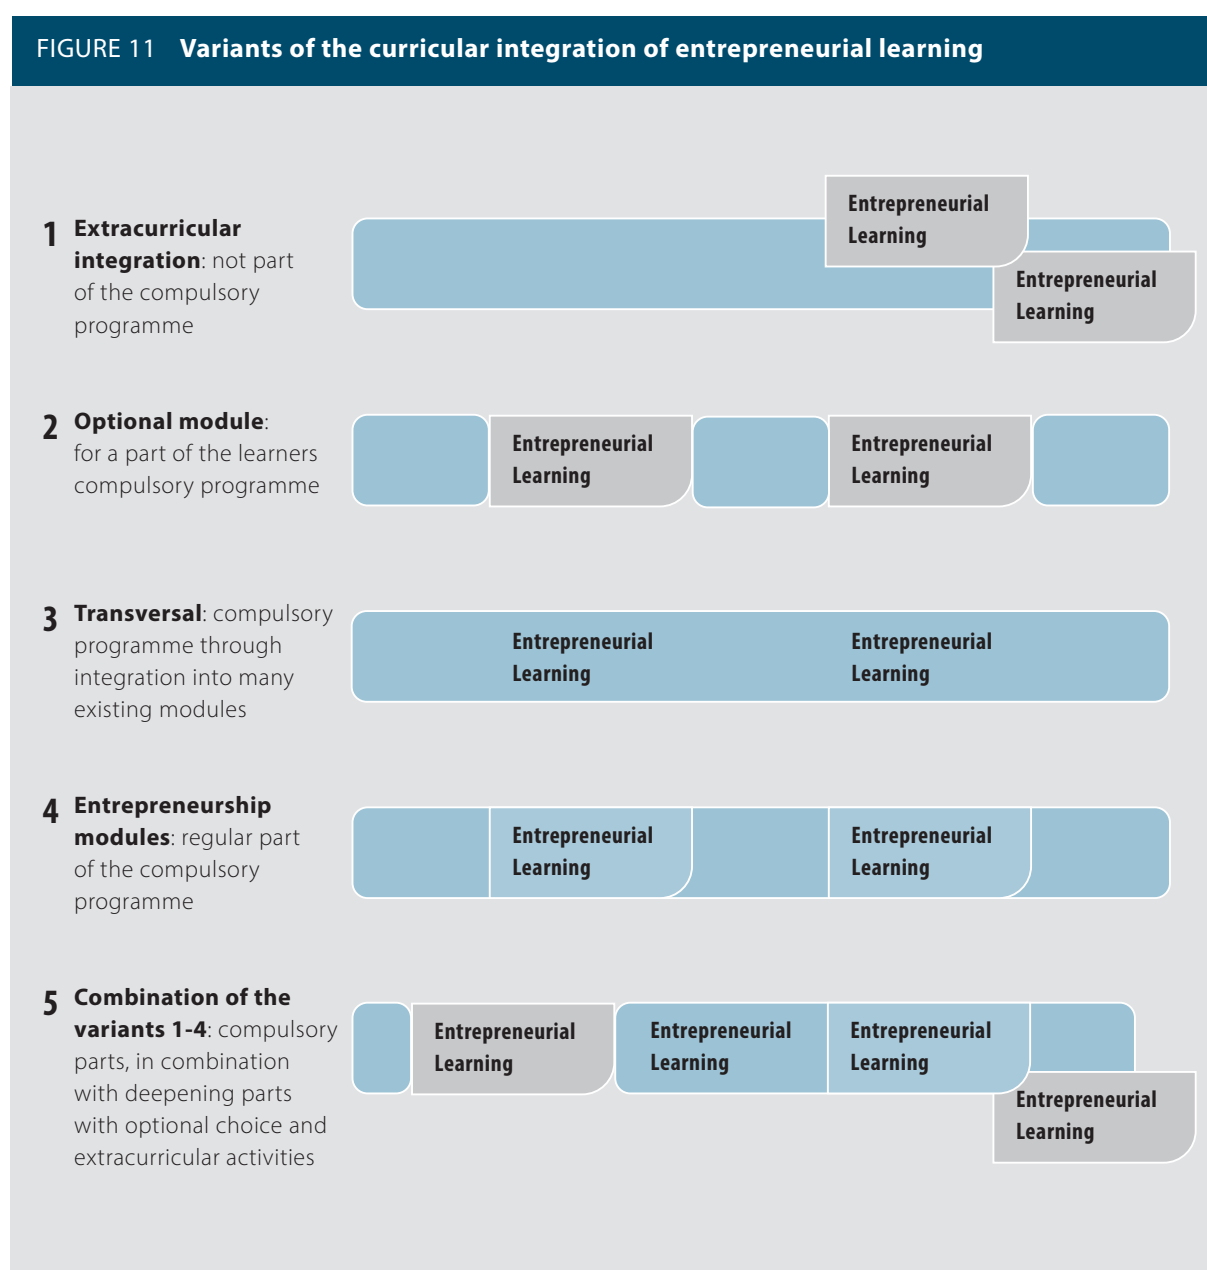 FIGURE 11 Variants of the curricular integration of entrepreneurial learning
1 Extracurricular
integration: not part
of the compulsory
programme
Entrepreneurial
Learning
Entrepreneurial
Learning
2 Optional module:
for a part of the learners
compulsory programme
Entrepreneurial
Learning
Entrepreneurial
Learning
3 Transversal: compulsory
programme through
integration into many
existing modules
Entrepreneurial
Learning
Entrepreneurial
Learning
4 Entrepreneurship
modules: regular part
of the compulsory
programme
Entrepreneurial
Learning
Entrepreneurial
Learning
5 Combination of the
variants 1-4: compulsory
parts, in combination
with deepening parts
with optional choice and
extracurricular activities
Entrepreneurial
Learning
Entrepreneurial
Learning
Entrepreneurial
Learning
Entrepreneurial
Learning